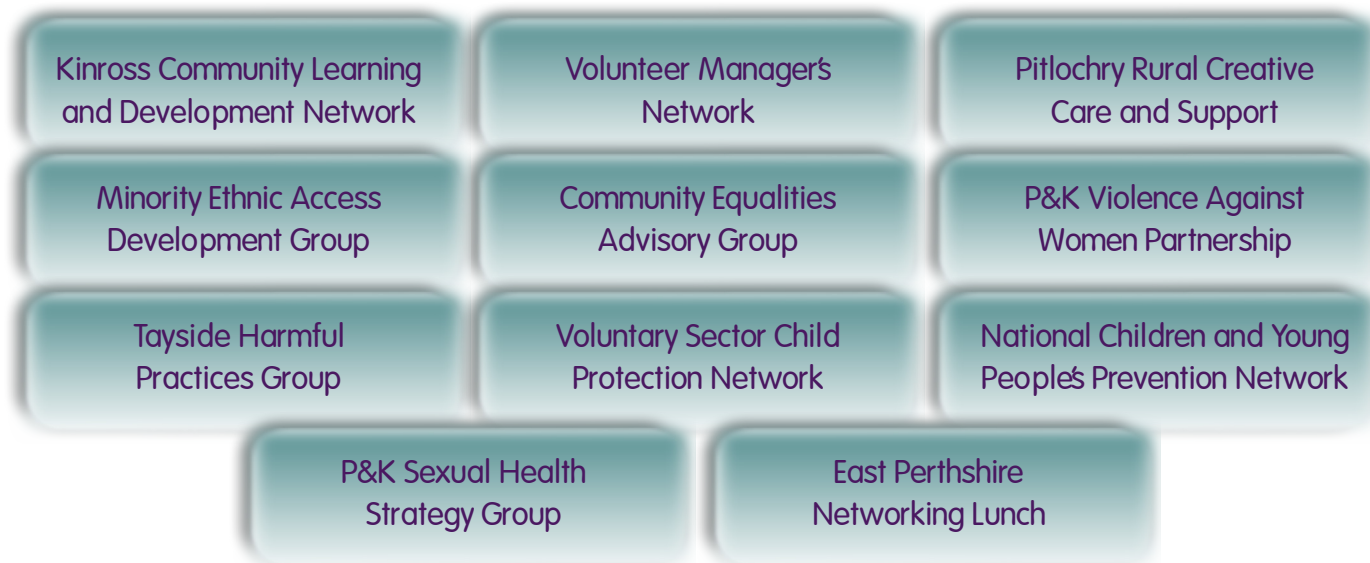 Kinross Community Learning
and Development Network
Volunteer Manager's
Network
Pitlochry Rural Creative
Care and Support
Minority Ethnic Access
Development Group
Community Equalities
Advisory Group
P&K Violence Against
Women Partnership
Tayside Harmful
Practices Group
Voluntary Sector Child
Protection Network
National Children and Young
People's Prevention Network
P&K Sexual Health
Strategy Group
East Perthshire
Networking Lunch